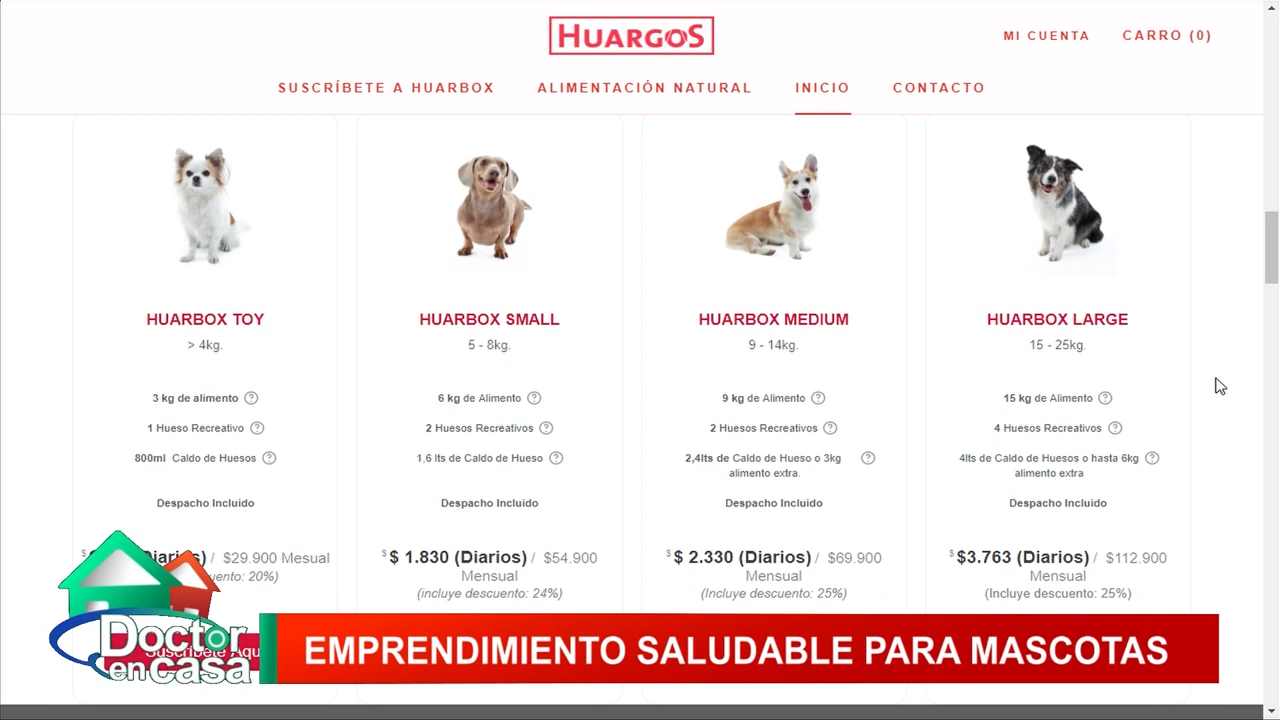 HUARGOS
MI CUENTA
CARRO (0)
SUSCRÍBETE A HUARBOX
ALIMENTACIÓN NATURAL
INICIO
CONTACTO
HUARBOX TOY
> 4kg.
3 kg de alimento ?
1 Hueso Recreativo ?
800ml Caldo de Huesos ?
Despacho Incluido
$29.900 Mesual
20%)
HUARBOX SMALL
5 - 8kg.
6 kg de Alimento ?
2 Huesos Recreativos ?
1,6 lts de Caldo de Hueso ?
Despacho Incluido
$ $ 1.830 (Diarios) / $54.900
Mensual
(incluye descuento: 24%)
HUARBOX MEDIUM
9 - 14kg.
9 kg de Alimento ?
2 Huesos Recreativos ?
2,4lts de Caldo de Hueso o 3kg ?
alimento extra.
Despacho Incluido
$ $ 2.330 (Diarios) / $69.900
Mensual
(Incluye descuento: 25%)
HUARBOX LARGE
15 - 25kg.
15 kg de Alimento ?
4 Huesos Recreativos ?
4lts de Caldo de Huesos o hasta 6kg ?
alimento extra
Despacho Incluido
$ $3.763 (Diarios) / $112.900
Mensual
(Incluye descuento: 25%)
Doctor
en casa
EMPRENDIMIENTO SALUDABLE PARA MASCOTAS